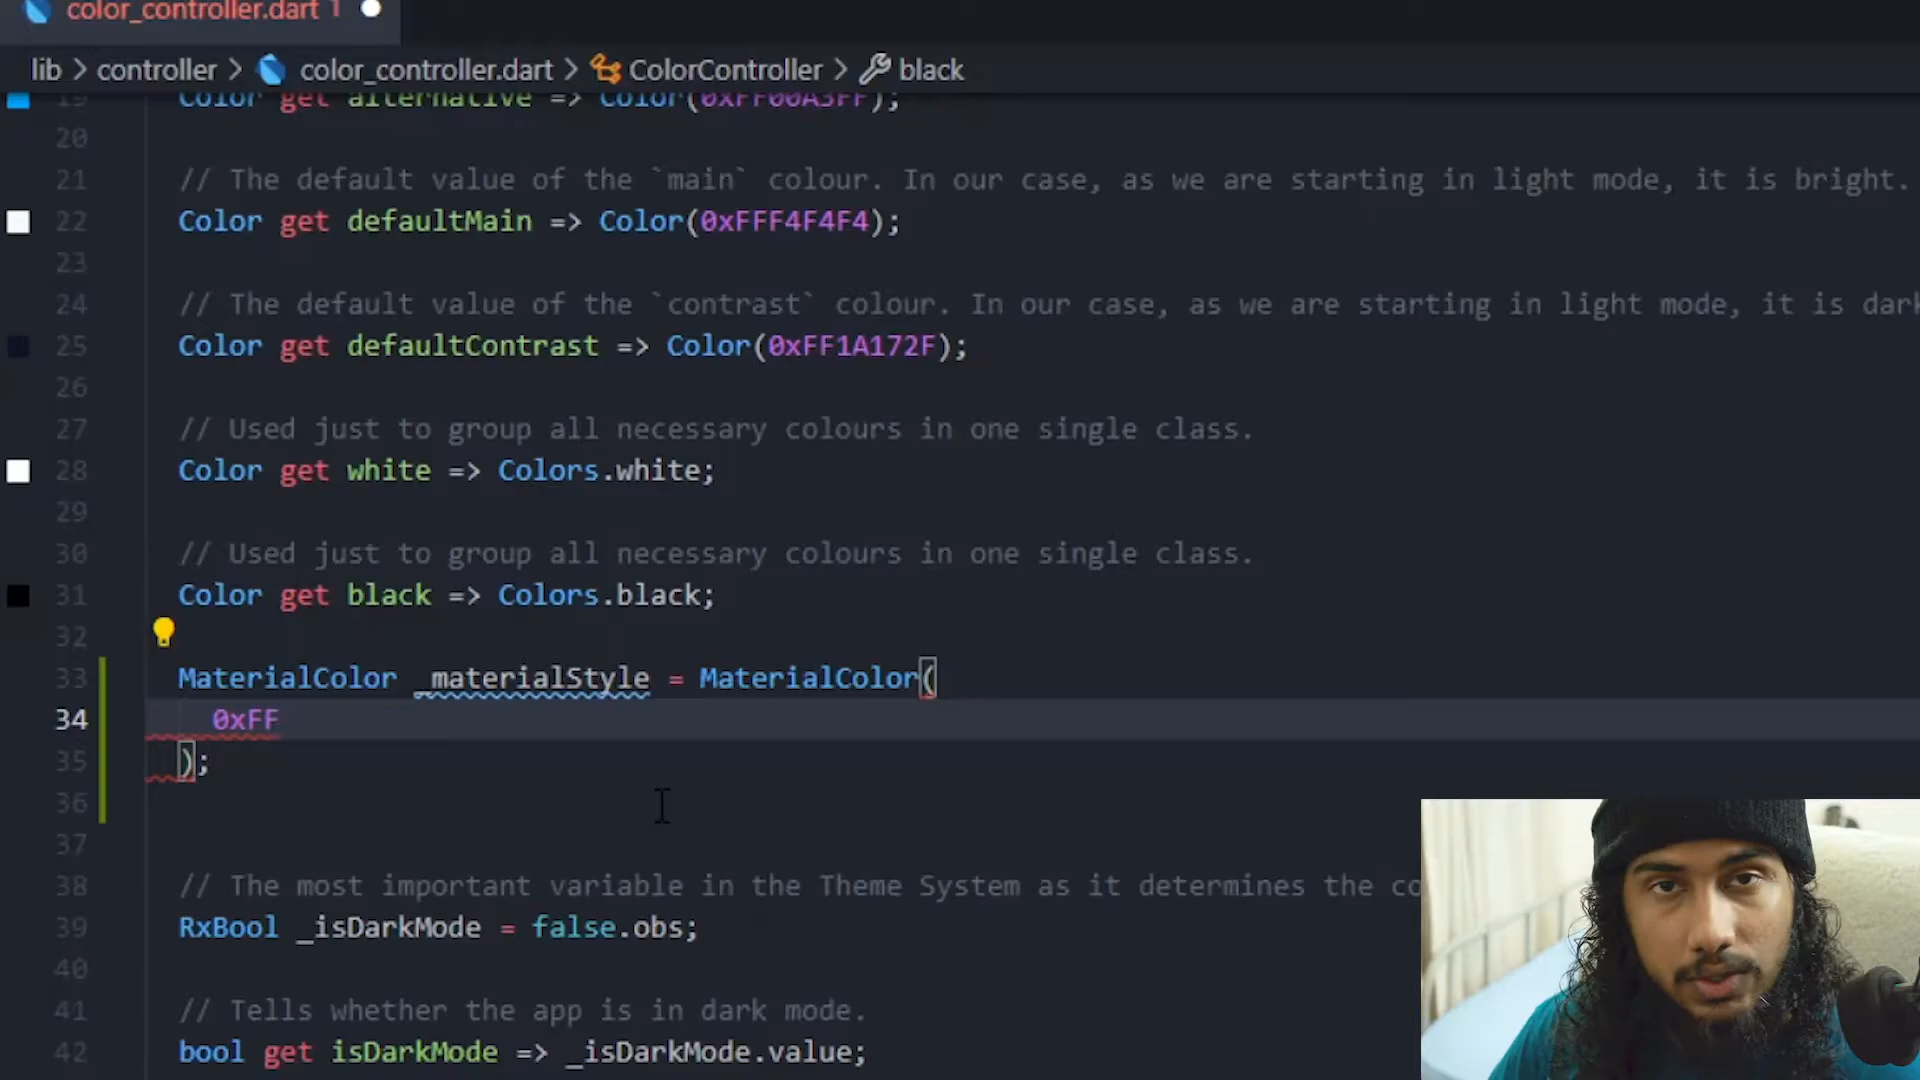 color_controller.dart 1
lib > controller > color_controller.dart > ColorController > black
19 Color get alternative => Color(0xFF00A3FF);
20
21 // The default value of the `main` colour. In our case, as we are starting in light mode, it is bright.
22 Color get defaultMain => Color(0xFFF4F4F4);
23
24 // The default value of the `contrast` colour. In our case, as we are starting in light mode, it is dark
25 Color get defaultContrast => Color(0xFF1A172F);
26
27 // Used just to group all necessary colours in one single class.
28 Color get white => Colors.white;
29
30 // Used just to group all necessary colours in one single class.
31 Color get black => Colors.black;
32
33 MaterialColor _materialStyle = MaterialColor(
34 0xFF
35 );
36
37
38 // The most important variable in the Theme System as it determines the co
39 RxBool _isDarkMode = false.obs;
40
41 // Tells whether the app is in dark mode.
42 bool get isDarkMode => _isDarkMode.value;